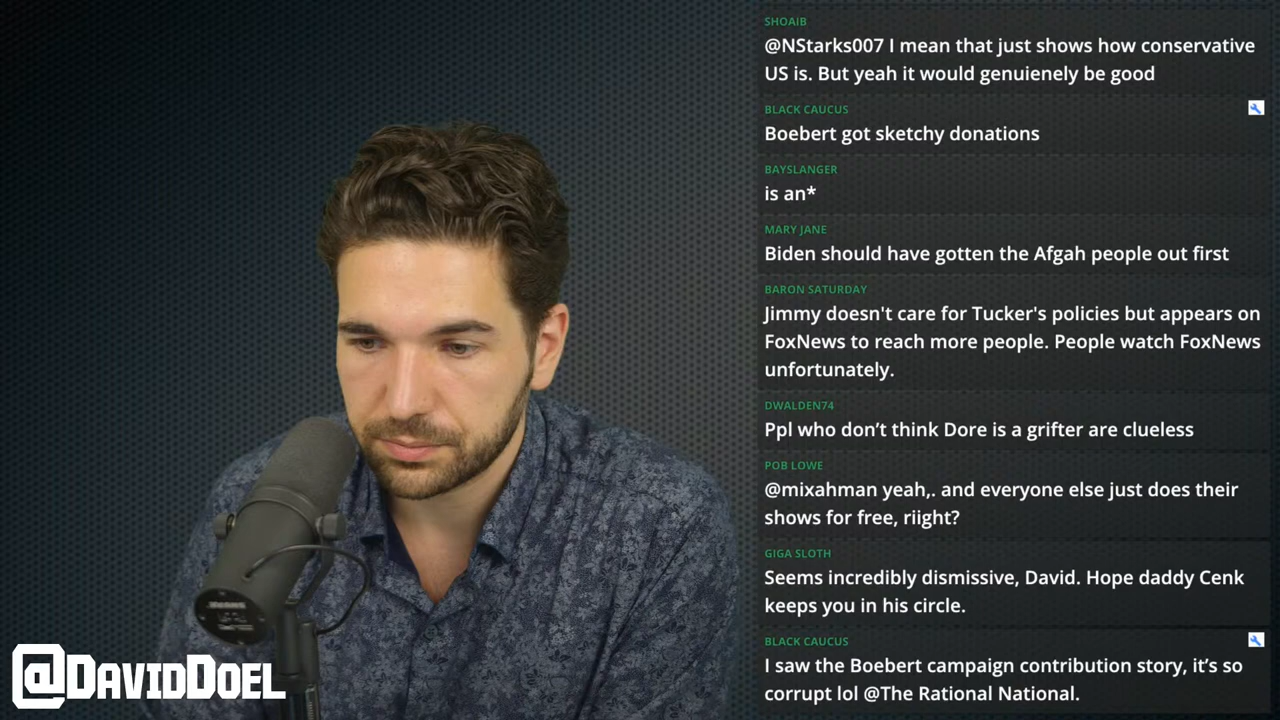 SHOAIB
@NStarks007 I mean that just shows how conservative
US is. But yeah it would genuienely be good
BLACK CAUCUS
Boebert got sketchy donations
BAYSLANGER
is an*
MARY JANE
Biden should have gotten the Afgah people out first
BARON SATURDAY
Jimmy doesn't care for Tucker's policies but appears on
FoxNews to reach more people. People watch FoxNews
unfortunately.
DWALDEN74
Ppl who don’t think Dore is a grifter are clueless
POB LOWE
@mixahman yeah,. and everyone else just does their
shows for free, riight?
GIGA SLOTH
Seems incredibly dismissive, David. Hope daddy Cenk
keeps you in his circle.
BLACK CAUCUS
I saw the Boebert campaign contribution story, it’s so
corrupt lol @The Rational National.
@DAVIDDOEL